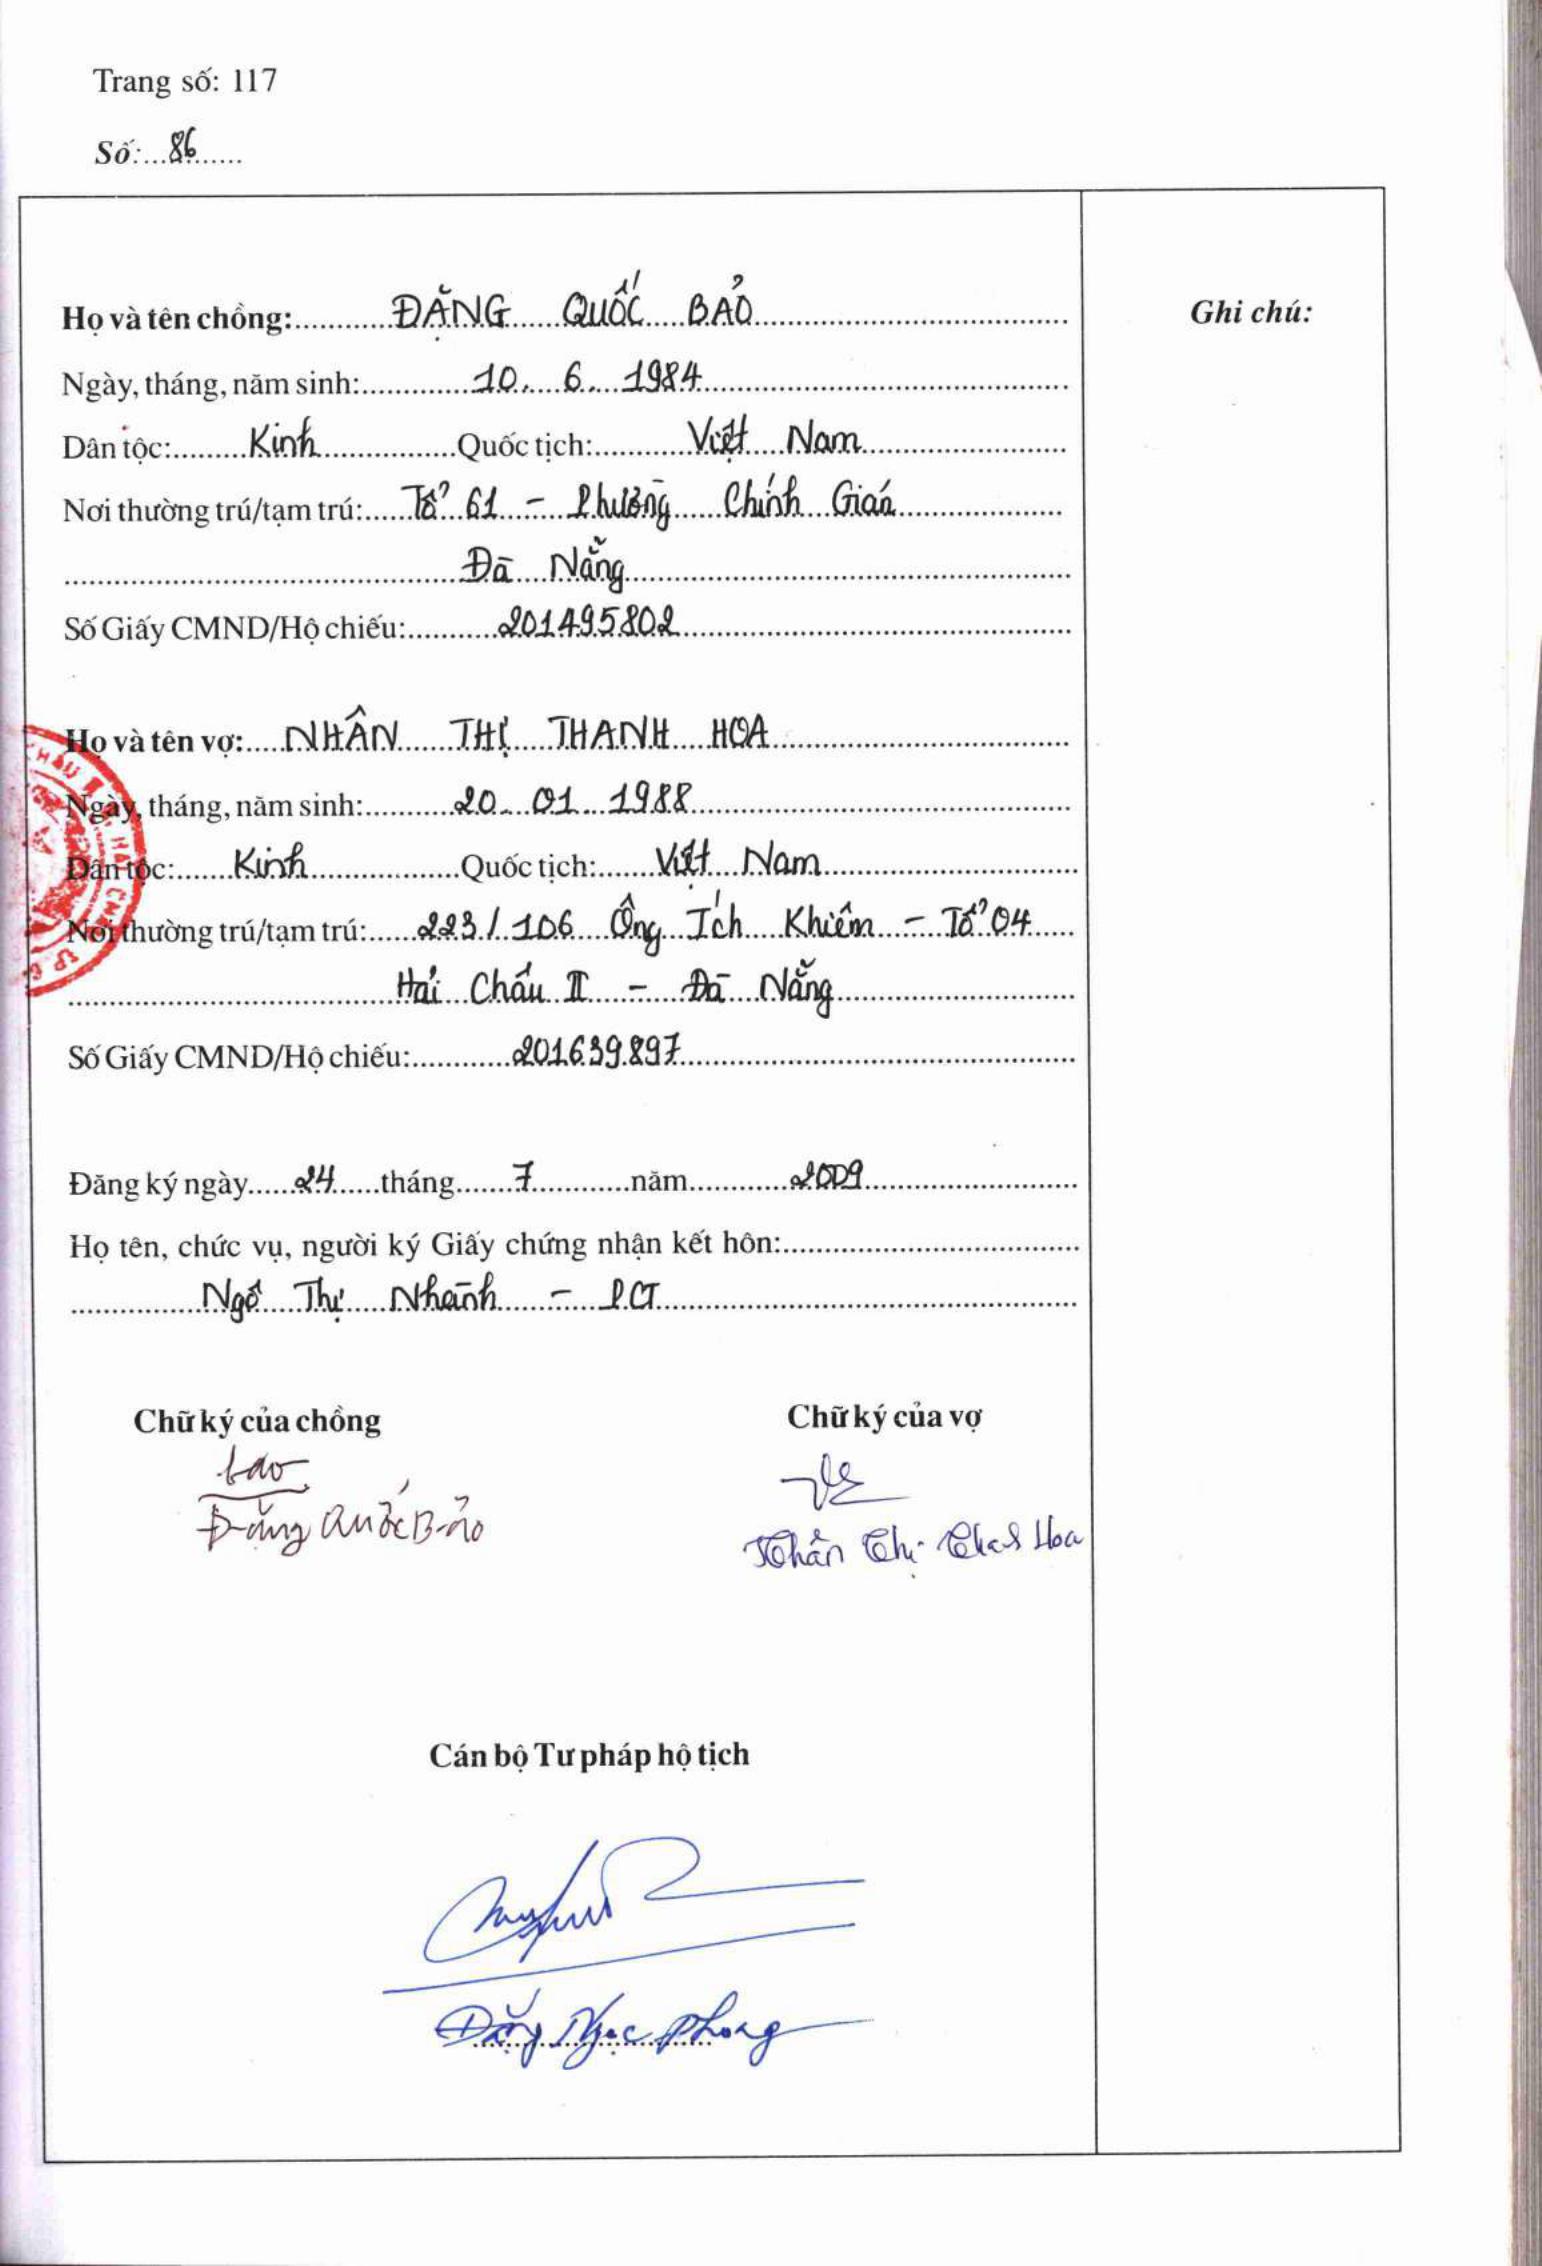 Trang số: 117
Số: 86
Họ và tên chồng: ĐẶNG QUỐC BẢO
Ghi chú:
Ngày, tháng, năm sinh: 10. 6. 1984
Dân tộc: Kinh Quốc tịch: Việt Nam
Nơi thường trú/tạm trú: Tổ 61 - Phường Chính Gián
Đà Nẵng
Số Giấy CMND/Hộ chiếu: 201495802
Họ và tên vợ: NHÂN THỊ THANH HOA
Ngày, tháng, năm sinh: 20. 01. 1988
Dân tộc: Kinh Quốc tịch: Việt Nam
Nơi thường trú/tạm trú: 223/106 Ông Ích Khiêm - Tổ 04
Hải Châu II - Đà Nẵng
Số Giấy CMND/Hộ chiếu: 201639897
Đăng ký ngày 24 tháng 7 năm 2009
Họ tên, chức vụ, người ký Giấy chứng nhận kết hôn:
Ngô Thị Nhành - PCT
Chữ ký của chồng Chữ ký của vợ
Bảo
Đặng Quốc Bảo Nhân Thị Thanh Hoa
Cán bộ Tư pháp hộ tịch
Đặng Ngọc Phong